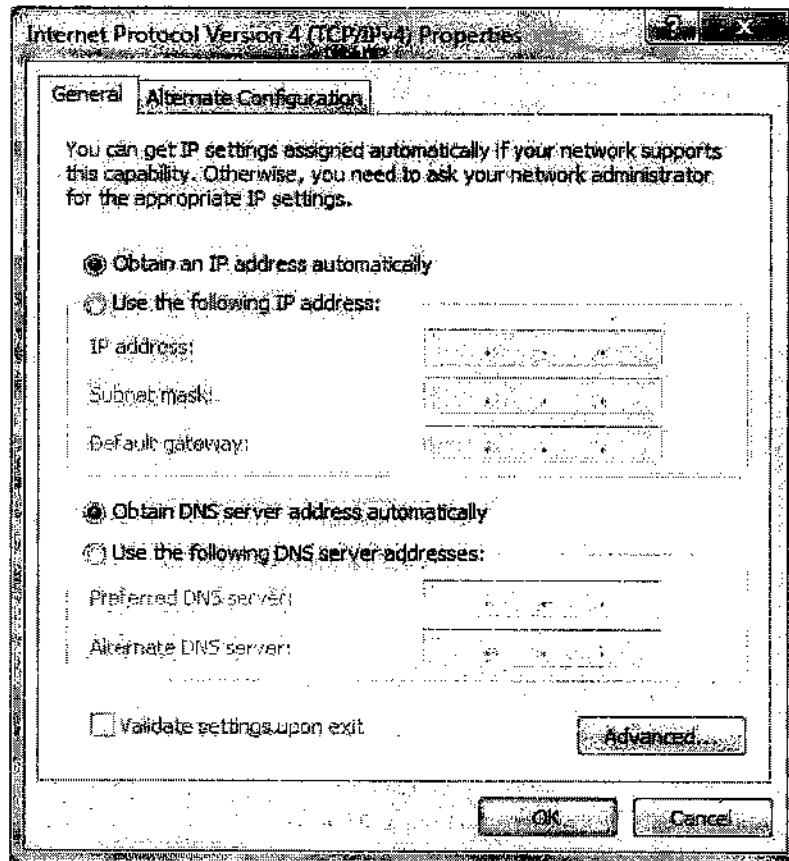 Internet Protocol Version 4 (TCP/IPv4) Properties
General
Alternate Configuration
You can get IP settings assigned automatically if your network supports
this capability. Otherwise, you need to ask your network administrator
for the appropriate IP settings.
Obtain an IP address automatically
Use the following IP address:
IP address:
Subnet mask:
Default gateway:
Obtain DNS server address automatically
Use the following DNS server addresses:
Preferred DNS server:
Alternate DNS server:
Validate settings upon exit
Advanced...
OK
Cancel